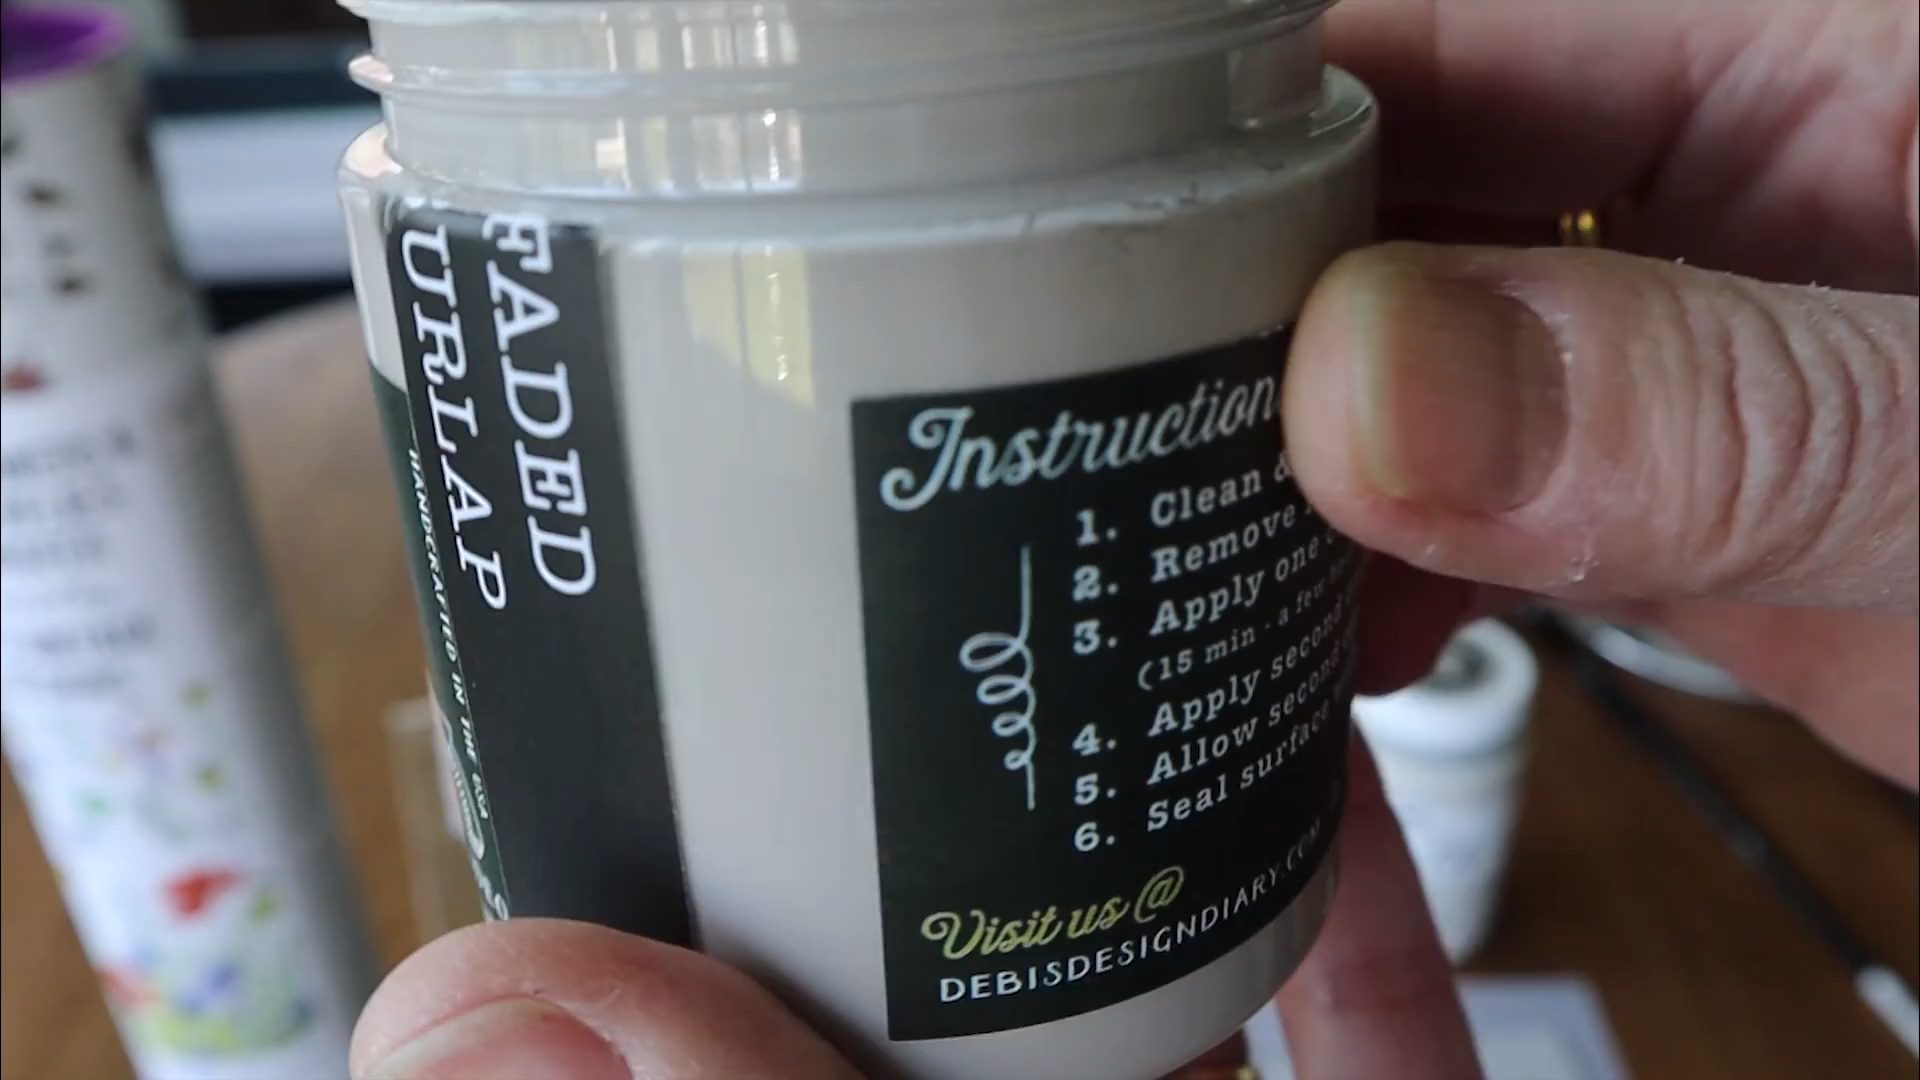 FADED
URLAP
HANDCRAFTED IN THE USA
Instruction
1. Clean &
2. Remove
3. Apply one
(15 min - a few
4. Apply second
5. Allow second
6. Seal surface
Visit us @
DEBISDESIGNDIARY.COM